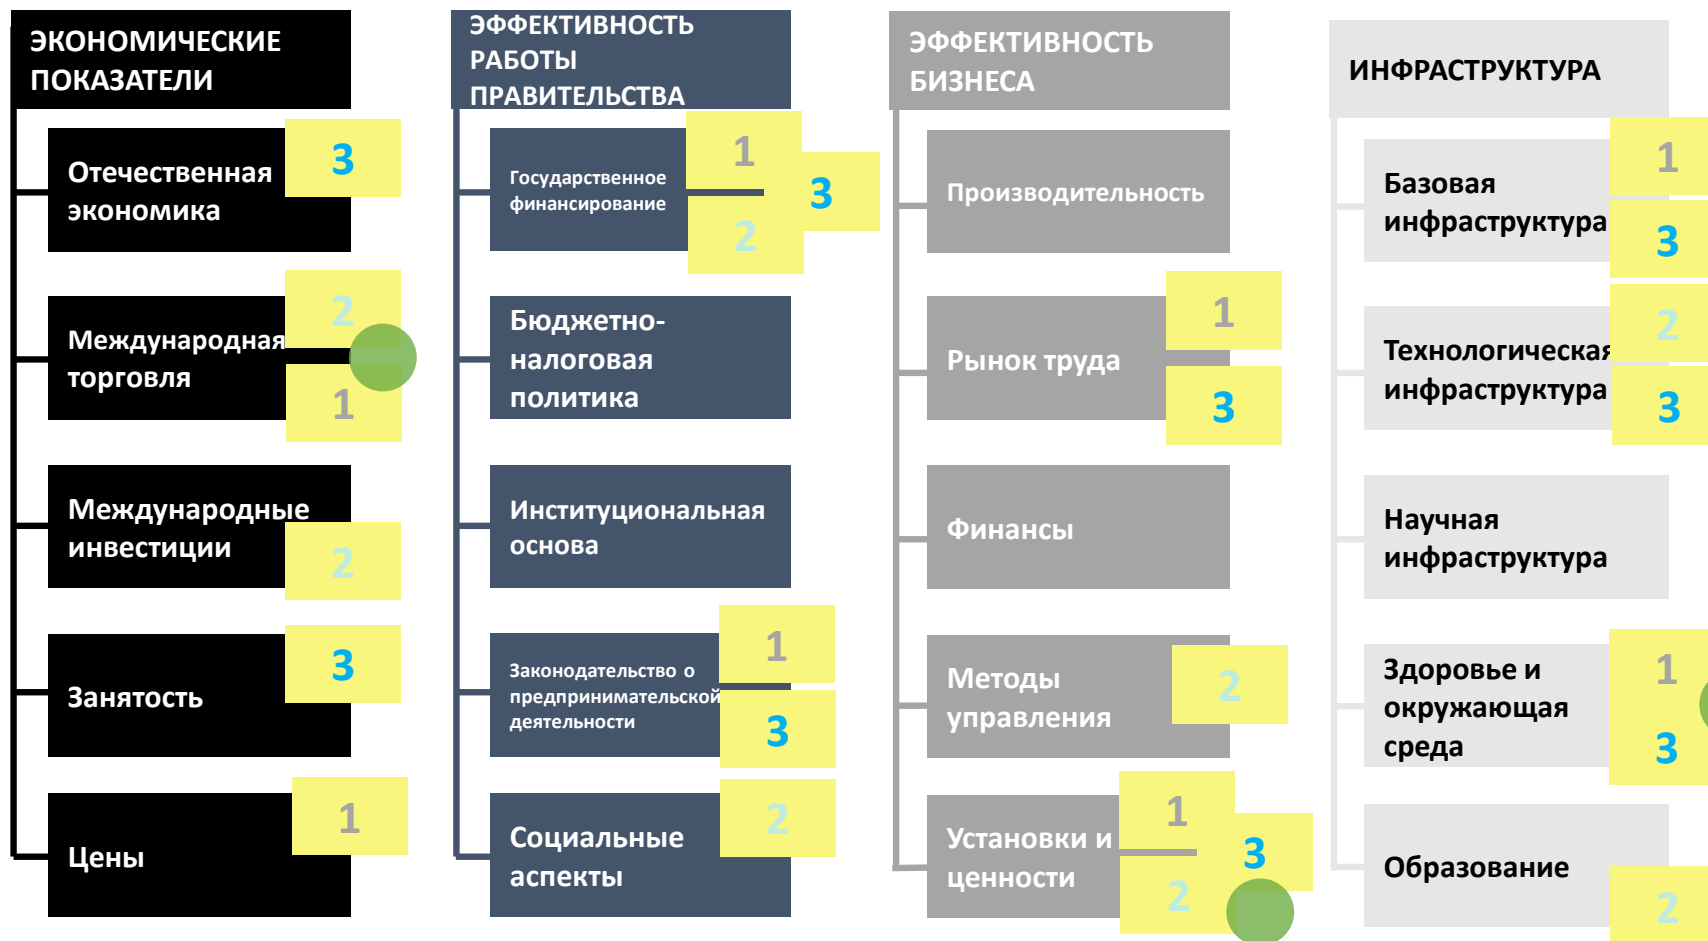 ЭКОНОМИЧЕСКИЕ
ПОКАЗАТЕЛИ
Отечественная
экономика
3
Международная
торговля
2
1
Международные
инвестиции
2
Занятость
3
Цены
1
ЭФФЕКТИВНОСТЬ
РАБОТЫ
ПРАВИТЕЛЬСТВА
Государственное
финансирование
1
3
2
Бюджетно-
налоговая
политика
Институциональная
основа
Законодательство о
предпринимательской
деятельности
1
3
Социальные
аспекты
2
ЭФФЕКТИВНОСТЬ
БИЗНЕСА
Производительность
Рынок труда
1
3
Финансы
Методы
управления
2
Установки и
ценности
1
3
2
ИНФРАСТРУКТУРА
Базовая
инфраструктура
1
3
Технологическая
инфраструктура
2
3
Научная
инфраструктура
Здоровье и
окружающая
среда
1
3
Образование
2